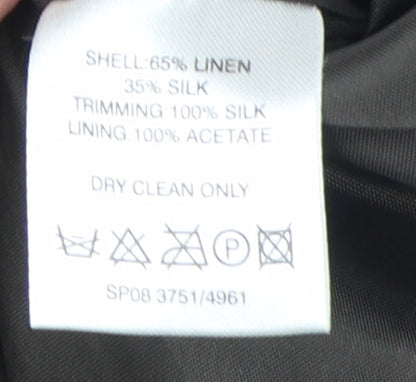 SHELL:65% LINEN
35% SILK
TRIMMING 100% SILK
LINING 100% ACETATE
DRY CLEAN ONLY
P
SP08 3751/4961